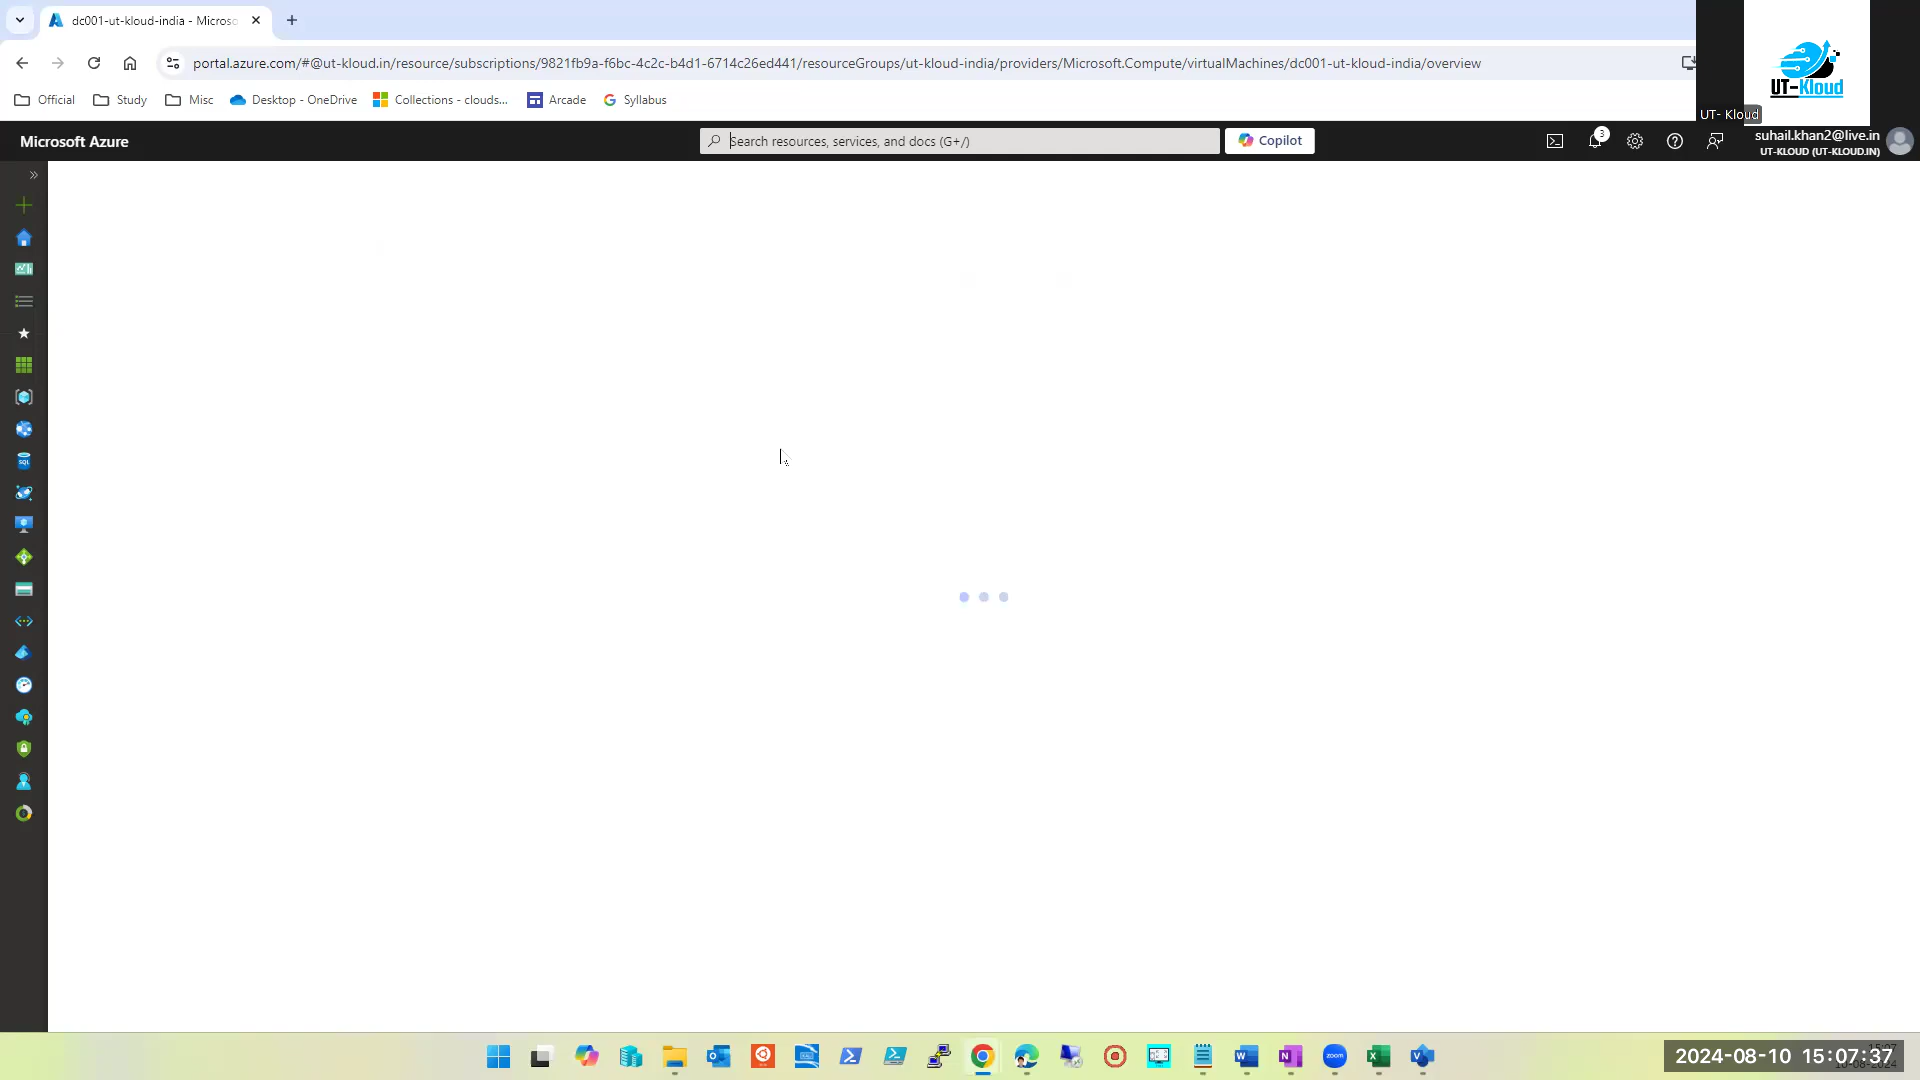 dc001-ut-kloud-india - Micros
portal.azure.com/#@ut-kloud.in/resource/subscriptions/9821fb9a-f6bc-4c2c-b4d1-6714c26ed441/resourceGroups/ut-kloud-india/providers/Microsoft.Compute/virtualMachines/dc001-ut-kloud-india/overview
UT-Kloud
Official
Study
Misc
Desktop - OneDrive
Collections - clouds...
Arcade
Syllabus
UT- Kloud
Microsoft Azure
Search resources, services, and docs (G+/)
Copilot
3
suhail.khan2@live.in
UT-KLOUD (UT-KLOUD.IN)
SQL
zoom
2024-08-10 15:07:37